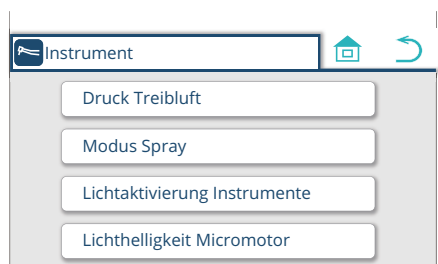 Instrument
Druck Treibluft
Modus Spray
Lichtaktivierung Instrumente
Lichthelligkeit Micromotor